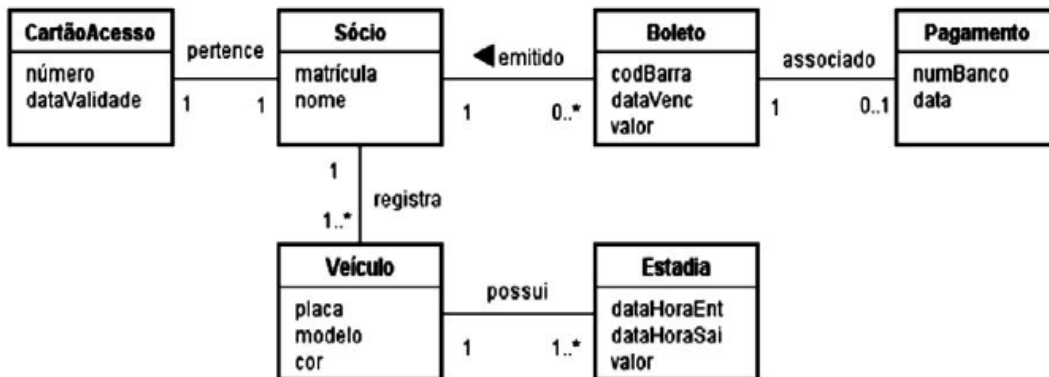 CartãoAcesso
número
dataValidade
pertence
1
1
Sócio
matrícula
nome
emitido
1
0..*
Boleto
codBarra
dataVenc
valor
associado
1
0..1
Pagamento
numBanco
data
1
registra
1..*
Veículo
placa
modelo
cor
possui
1
1..*
Estadia
dataHoraEnt
dataHoraSai
valor